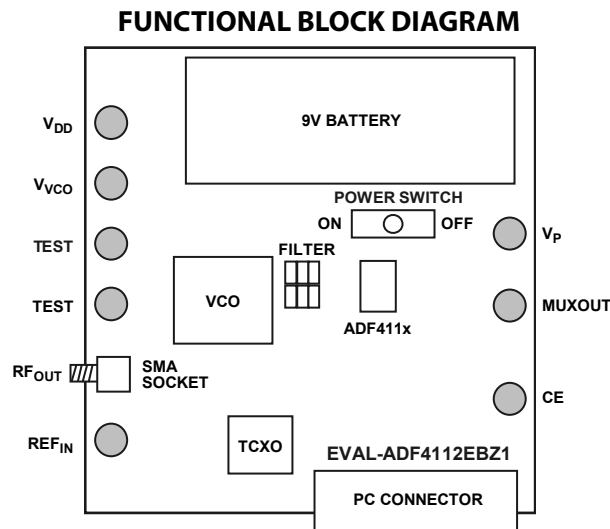 FUNCTIONAL BLOCK DIAGRAM
9V BATTERY
VDD
VVCO
POWER SWITCH
ON
OFF
VP
TEST
FILTER
TEST
VCO
ADF411x
MUXOUT
RFOUT
SMA
SOCKET
CE
REFIN
TCXO
EVAL-ADF4112EBZ1
PC CONNECTOR